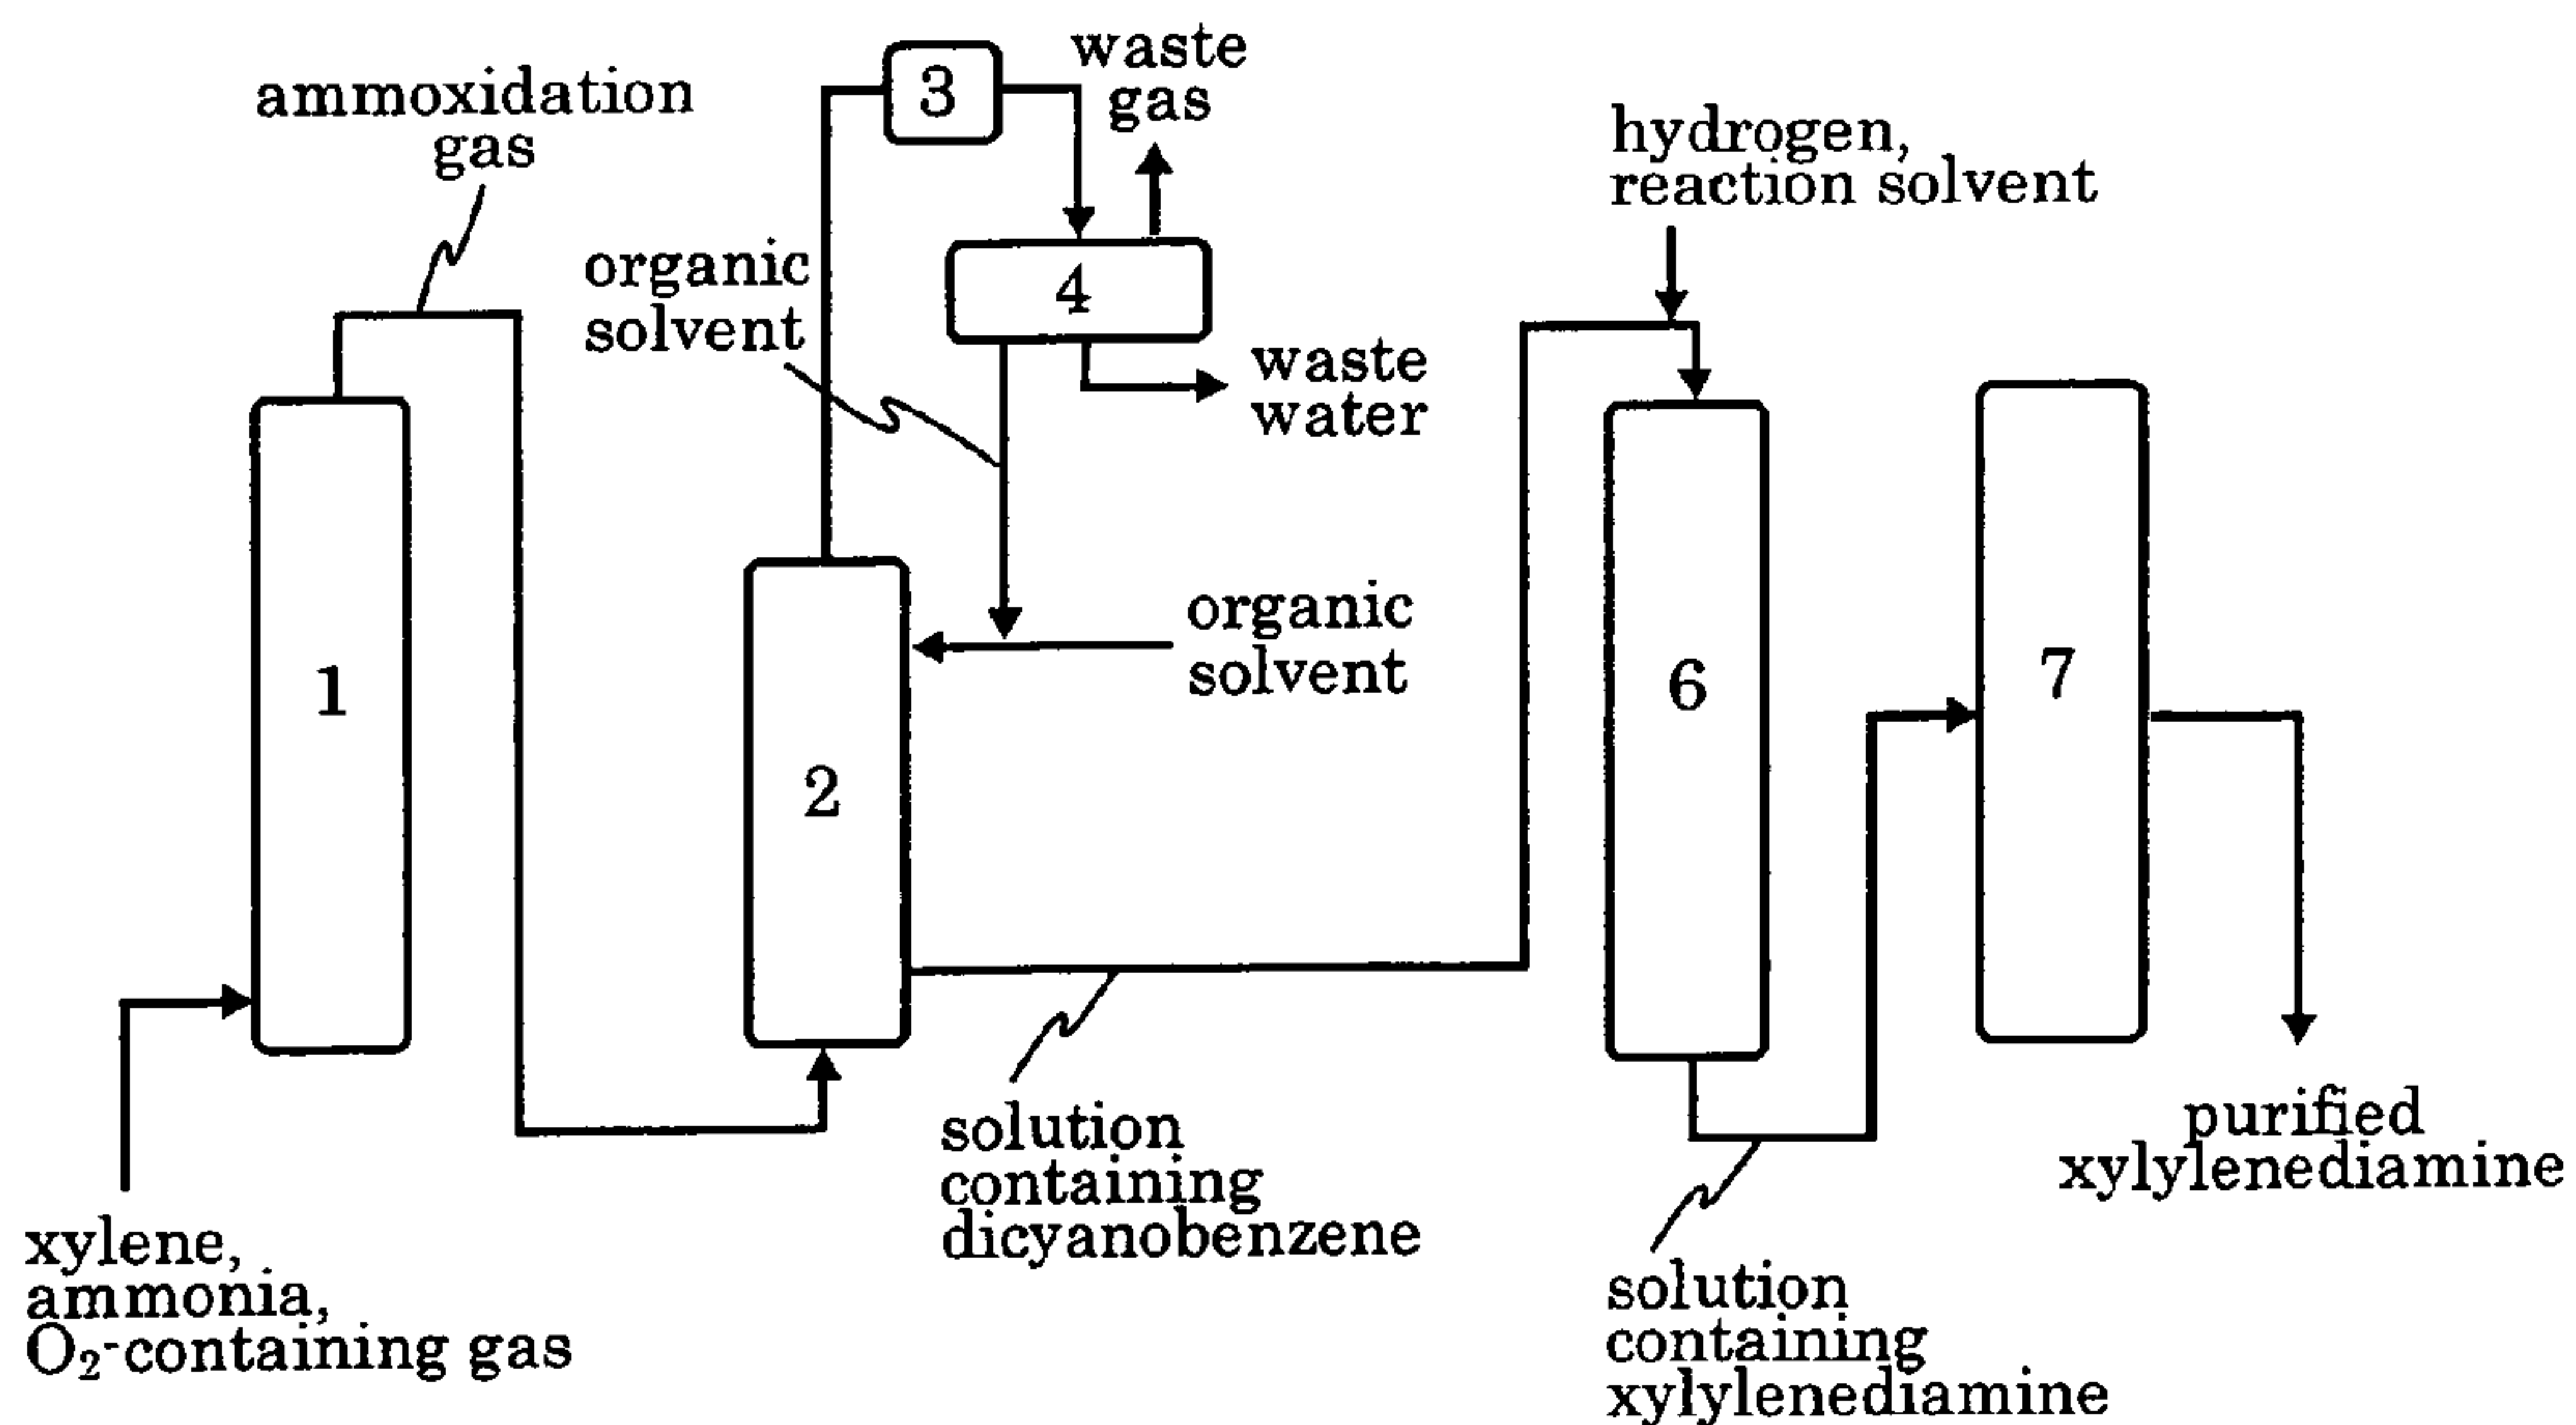 ammoxidation
gas
3
waste
gas
hydrogen,
reaction solvent
organic
solvent
4
waste
water
1
2
organic
solvent
6
7
xylene,
ammonia,
O₂-containing gas
solution
containing
dicyanobenzene
solution
containing
xylylenediamine
purified
xylylenediamine